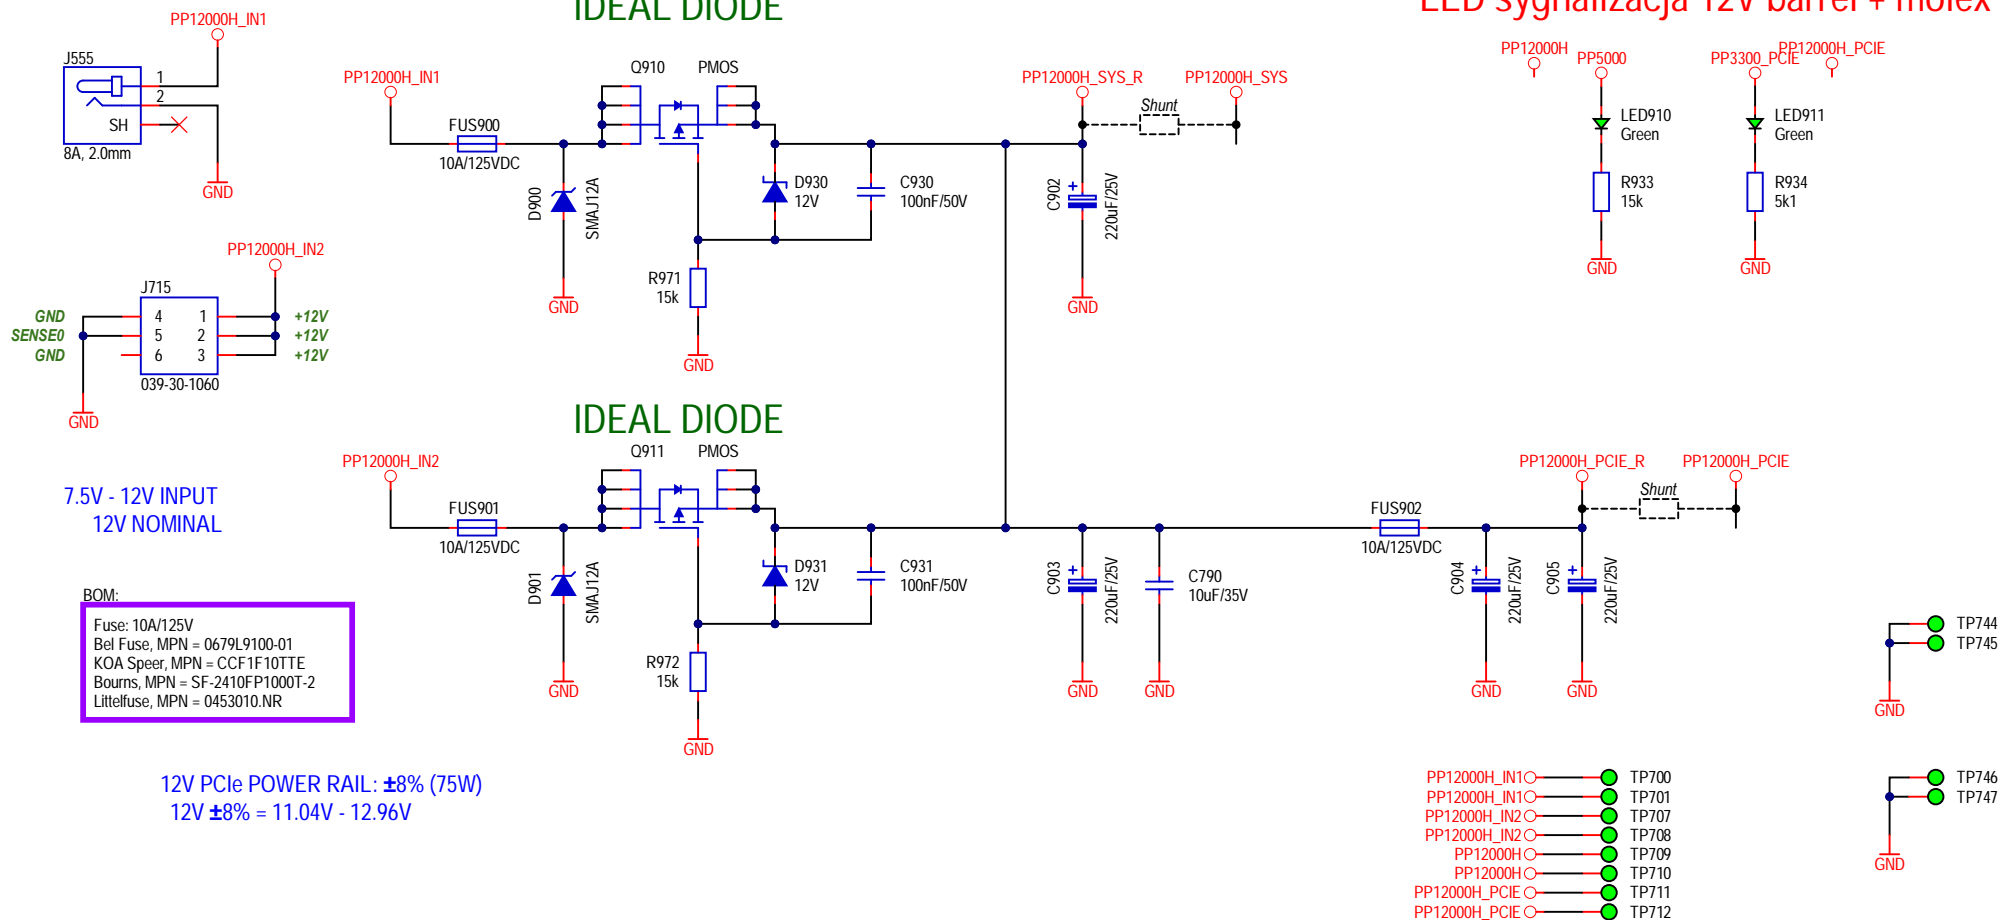 IDEAL DIODE
LED sygnalizacja 12V barrel + molex
PP12000H_IN1
J555
1
2
SH
8A, 2.0mm
GND
PP12000H_IN1
FUS900
10A/125VDC
Q910
PMOS
D900
SMAJ12A
GND
D930
12V
C930
100nF/50V
R971
15k
GND
PP12000H_SYS_R
PP12000H_SYS
Shunt
C902
220uF/25V
GND
PP12000H
PP5000
LED910
Green
R933
15k
GND
PP3300_PCIE
PP12000H_PCIE
LED911
Green
R934
5k1
GND
PP12000H_IN2
J715
GND
4
1
+12V
SENSE0
5
2
+12V
GND
6
3
+12V
039-30-1060
GND
IDEAL DIODE
PP12000H_IN2
FUS901
10A/125VDC
Q911
PMOS
D901
SMAJ12A
GND
D931
12V
C931
100nF/50V
R972
15k
GND
C903
220uF/25V
GND
C790
10uF/35V
FUS902
10A/125VDC
C904
220uF/25V
GND
C905
220uF/25V
GND
PP12000H_PCIE_R
PP12000H_PCIE
Shunt
7.5V - 12V INPUT
12V NOMINAL
BOM:
Fuse: 10A/125V
Bel Fuse, MPN = 0679L9100-01
KOA Speer, MPN = CCF1F10TTE
Bourns, MPN = SF-2410FP1000T-2
Littelfuse, MPN = 0453010.NR
12V PCIe POWER RAIL: ±8% (75W)
12V ±8% = 11.04V - 12.96V
TP744
TP745
GND
TP746
TP747
GND
PP12000H_IN1 TP700
PP12000H_IN1 TP701
PP12000H_IN2 TP707
PP12000H_IN2 TP708
PP12000H TP709
PP12000H TP710
PP12000H_PCIE TP711
PP12000H_PCIE TP712